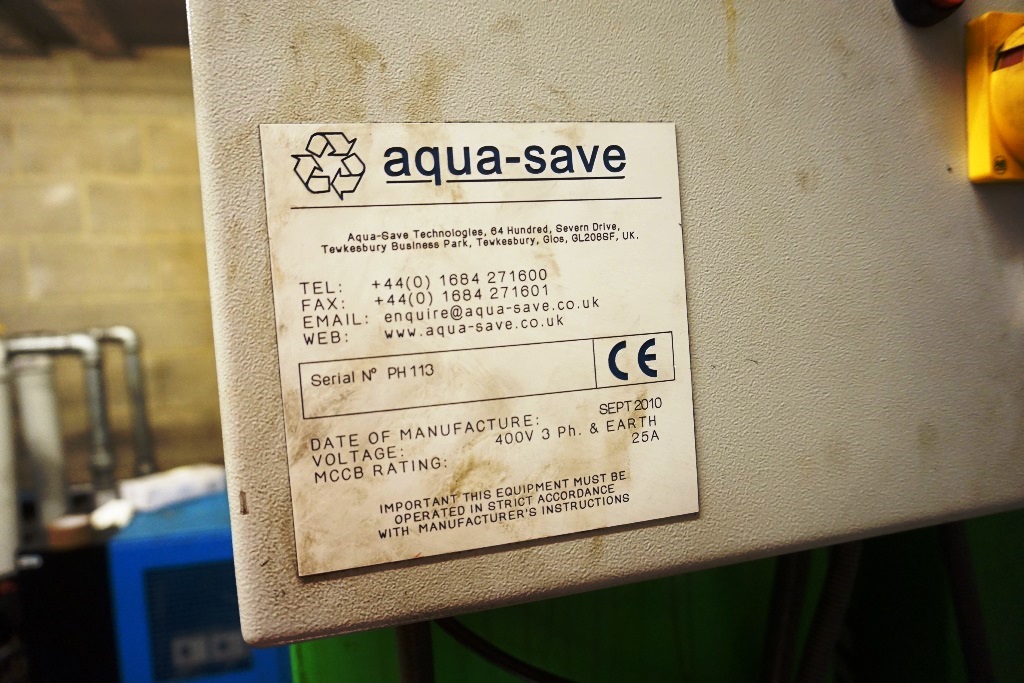 aqua-save
Aqua-Save Technologies, 64 Hundred, Severn Drive,
Tewkesbury Business Park, Tewkesbury, Glos, GL208SF, UK.
TEL: +44(0) 1684 271600
FAX: +44(0) 1684 271601
EMAIL: enquire@aqua-save.co.uk
WEB: www.aqua-save.co.uk
Serial Nº PH113 CE
DATE OF MANUFACTURE: SEPT 2010
VOLTAGE: 400V 3 Ph. & EARTH
MCCB RATING: 25A
IMPORTANT THIS EQUIPMENT MUST BE
OPERATED IN STRICT ACCORDANCE
WITH MANUFACTURER'S INSTRUCTIONS